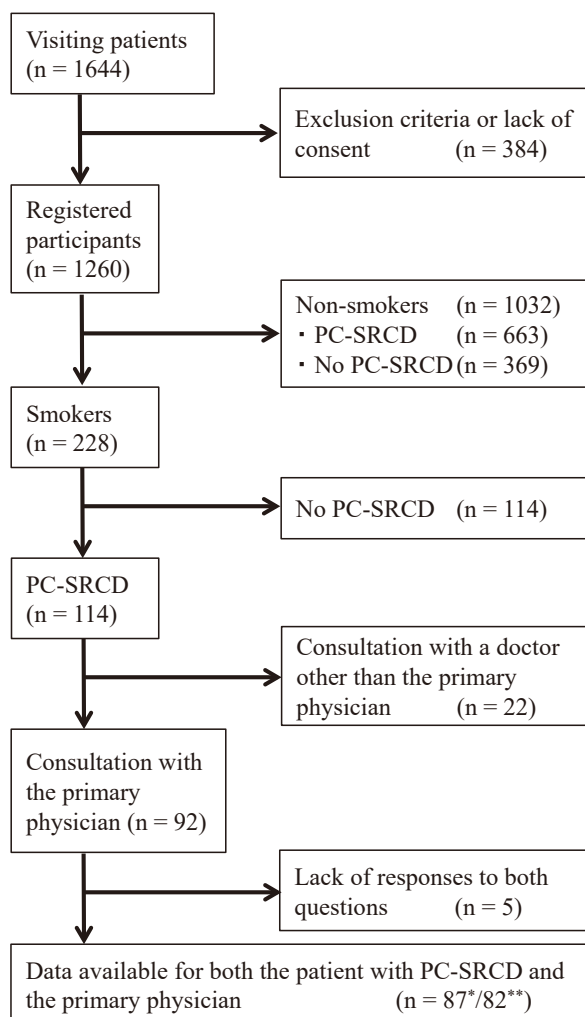 Visiting patients
(n = 1644)
Exclusion criteria or lack of
consent (n = 384)
Registered
participants
(n = 1260)
Non-smokers (n = 1032)
・PC-SRCD (n = 663)
・No PC-SRCD (n = 369)
Smokers
(n = 228)
No PC-SRCD (n = 114)
PC-SRCD
(n = 114)
Consultation with a doctor
other than the primary
physician (n = 22)
Consultation with
the primary
physician (n = 92)
Lack of responses to both
questions (n = 5)
Data available for both the patient with PC-SRCD and
the primary physician (n = 87*/82**)